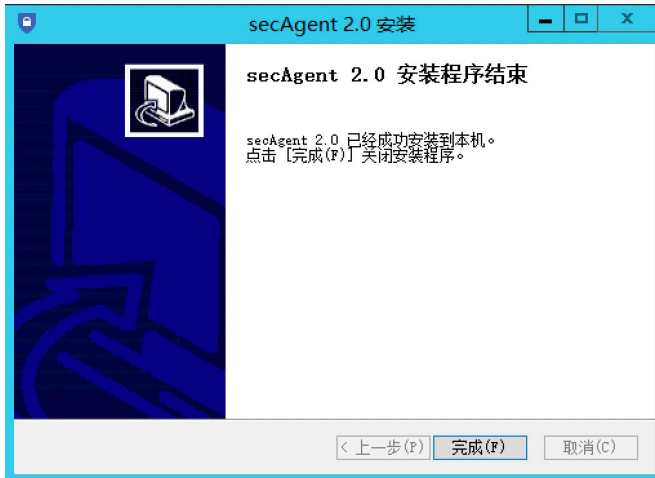 secAgent 2.0 安装
secAgent 2.0 安装程序结束
secAgent 2.0 已经成功安装到本机。
点击 [完成(F)] 关闭安装程序。
< 上一步(P)
完成(F)
取消(C)